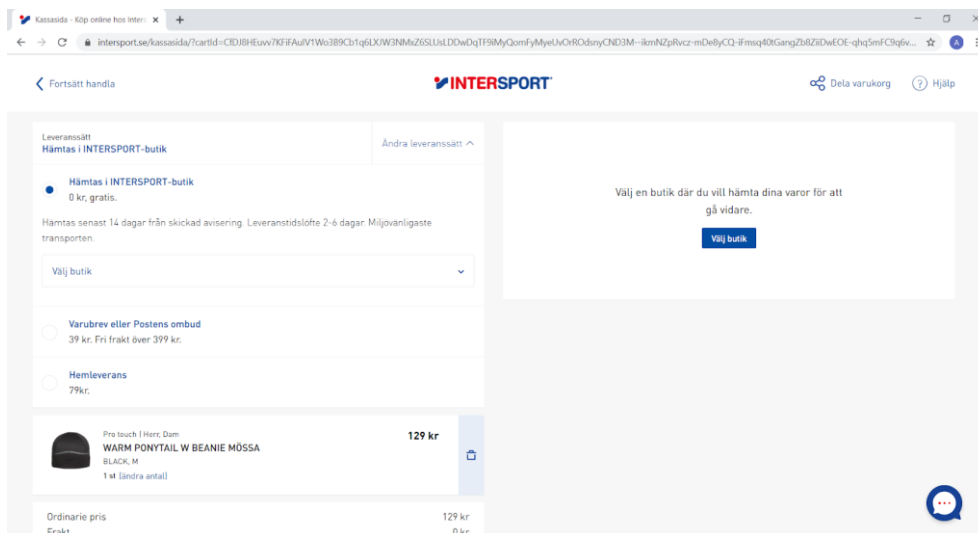 Kassasida - Köp online hos Inters
intersport.se/kassasida/?cartId=
Fortsätt handla
INTERSPORT
Dela varukorg
Hjälp
Leveranssätt
Hämtas i INTERSPORT-butik
Ändra leveranssätt
Hämtas i INTERSPORT-butik
0 kr, gratis.
Hämtas senast 14 dagar från skickad avisering. Leveranstidslöfte 2-6 dagar. Miljövänligaste
transporten.
Välj butik
Varubrev eller Postens ombud
39 kr. Fri frakt över 399 kr.
Hemleverans
79kr.
Pro touch | Herr, Dam
WARM PONYTAIL W BEANIE MÖSSA
BLACK, M
1 st (ändra antal)
129 kr
Ordinarie pris
129 kr
Frakt
0 kr
Välj en butik där du vill hämta dina varor för att
gå vidare.
Välj butik
A